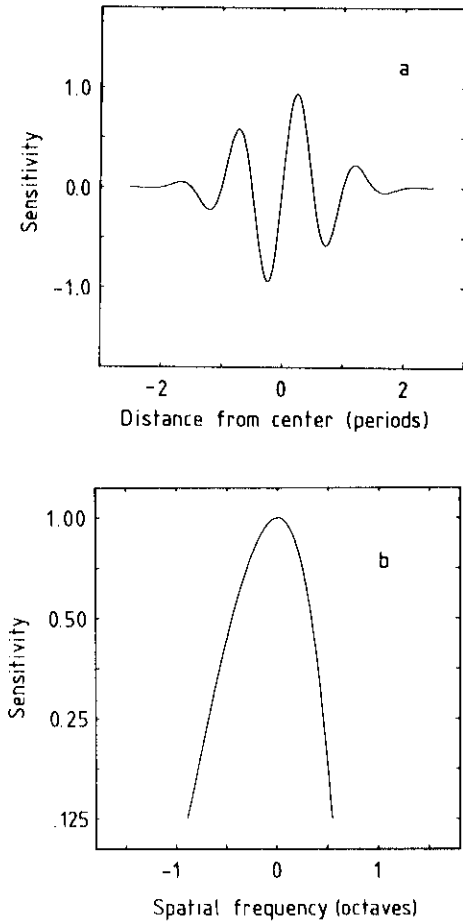 a
1.0
0.0
-1.0
Sensitivity
-2 0 2
Distance from center (periods)
b
1.00
0.50
0.25
.125
Sensitivity
-1 0 1
Spatial frequency (octaves)